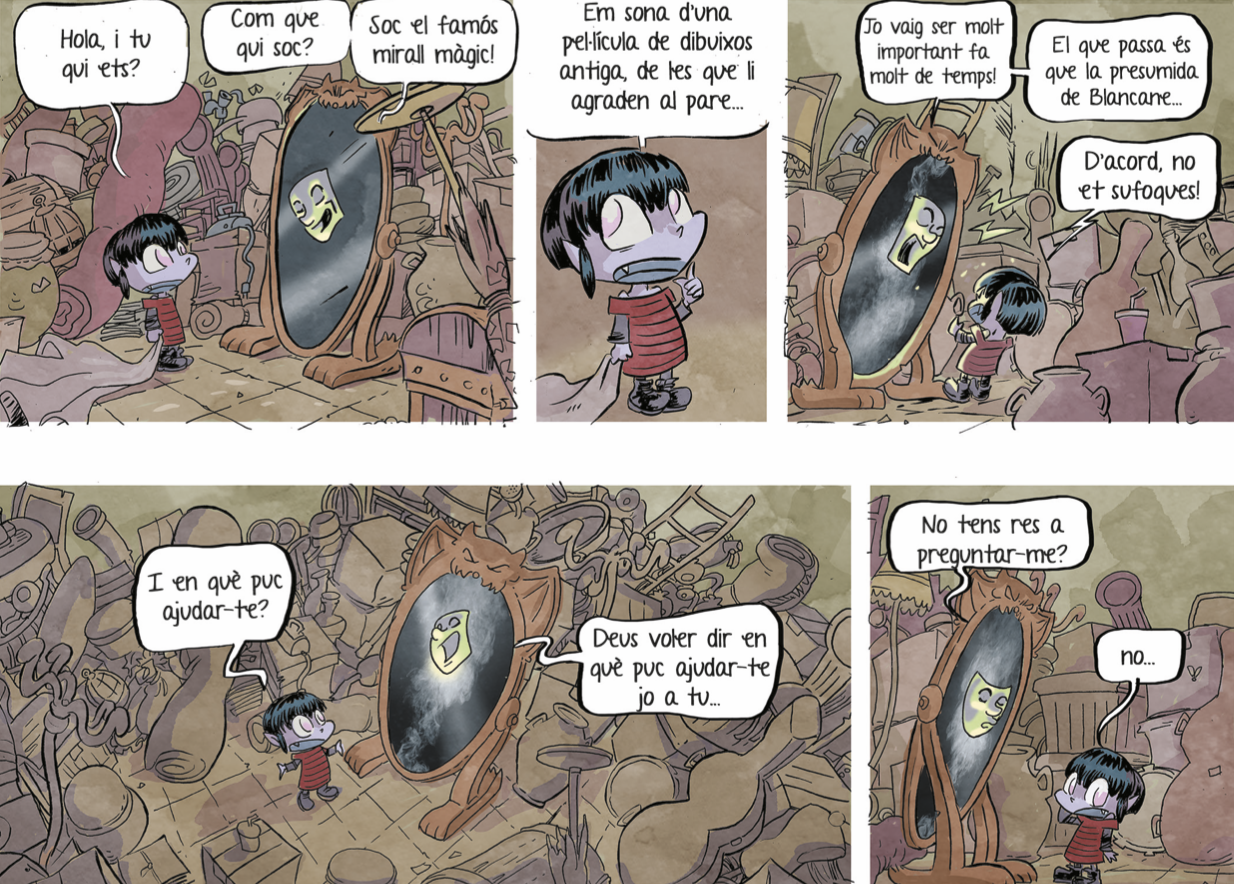 Hola, i tu
qui ets?
Com que
qui soc?
Soc el famós
mirall màgic!
Em sona d'una
pel·lícula de dibuixos
antiga, de les que li
agraden al pare...
Jo vaig ser molt
important fa
molt de temps!
El que passa és
que la presumida
de Blancane...
D'acord, no
et sufoques!
I en què puc
ajudar-te?
Deus voler dir en
què puc ajudar-te
jo a tu...
No tens res a
preguntar-me?
no...